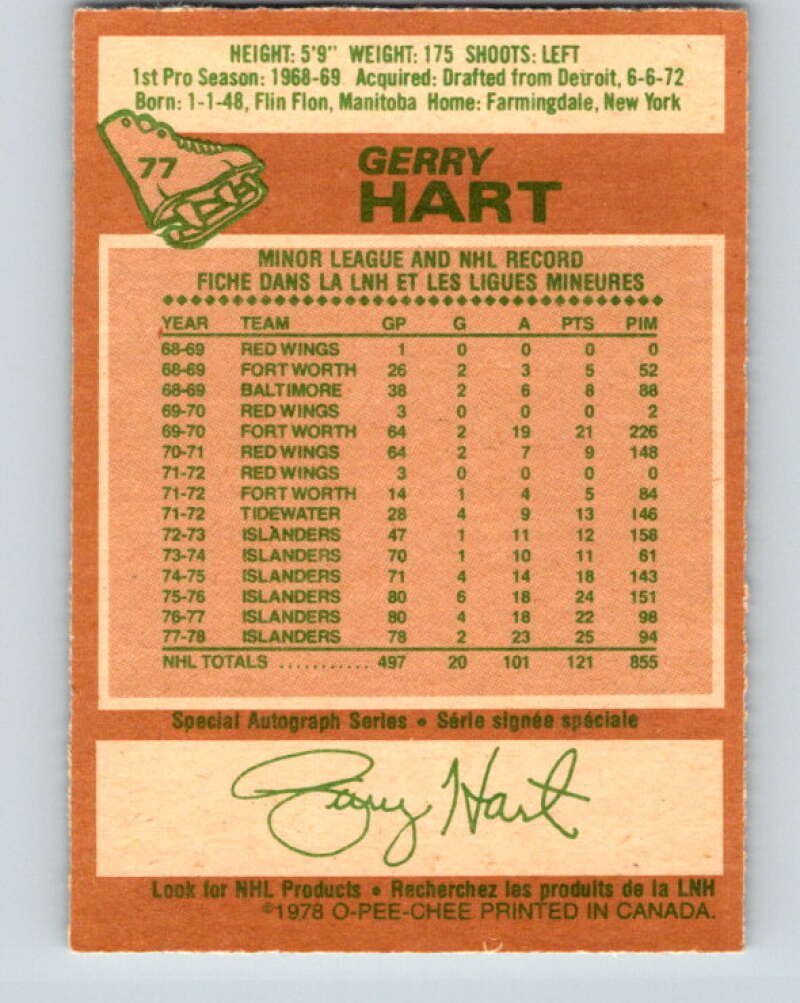 HEIGHT: 5'9" WEIGHT: 175 SHOOTS: LEFT
1st Pro Season: 1968-69 Acquired: Drafted from Detroit, 6-6-72
Born: 1-1-48, Flin Flon, Manitoba Home: Farmingdale, New York
77
GERRY
HART
MINOR LEAGUE AND NHL RECORD
FICHE DANS LA LNH ET LES LIGUES MINEURES
YEAR TEAM GP G A PTS PIM
68-69 RED WINGS 1 0 0 0 0
68-69 FORT WORTH 26 2 3 5 52
68-69 BALTIMORE 38 2 6 8 88
69-70 RED WINGS 3 0 0 0 2
69-70 FORT WORTH 64 2 19 21 226
70-71 RED WINGS 64 2 7 9 148
71-72 RED WINGS 3 0 0 0 0
71-72 FORT WORTH 14 1 4 5 84
71-72 TIDEWATER 28 4 9 13 146
72-73 ISLANDERS 47 1 11 12 158
73-74 ISLANDERS 70 1 10 11 61
74-75 ISLANDERS 71 4 14 18 143
75-76 ISLANDERS 80 6 18 24 151
76-77 ISLANDERS 80 4 18 22 98
77-78 ISLANDERS 78 2 23 25 94
NHL TOTALS ............ 497 20 101 121 855
Special Autograph Series • Série signée spéciale
Gerry Hart
Look for NHL Products • Recherchez les produits de la LNH
©1978 O-PEE-CHEE PRINTED IN CANADA.